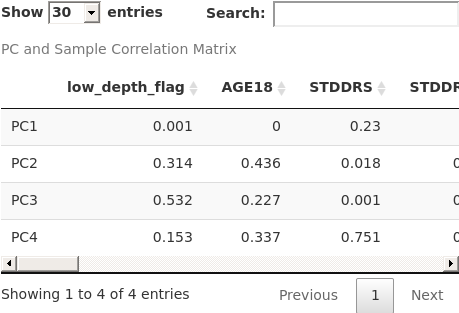 Show 30 entries Search:
PC and Sample Correlation Matrix
low_depth_flag AGE18 STDDRS STDDR
PC1 0.001 0 0.23
PC2 0.314 0.436 0.018 0
PC3 0.532 0.227 0.001 0
PC4 0.153 0.337 0.751 0
Showing 1 to 4 of 4 entries Previous 1 Next